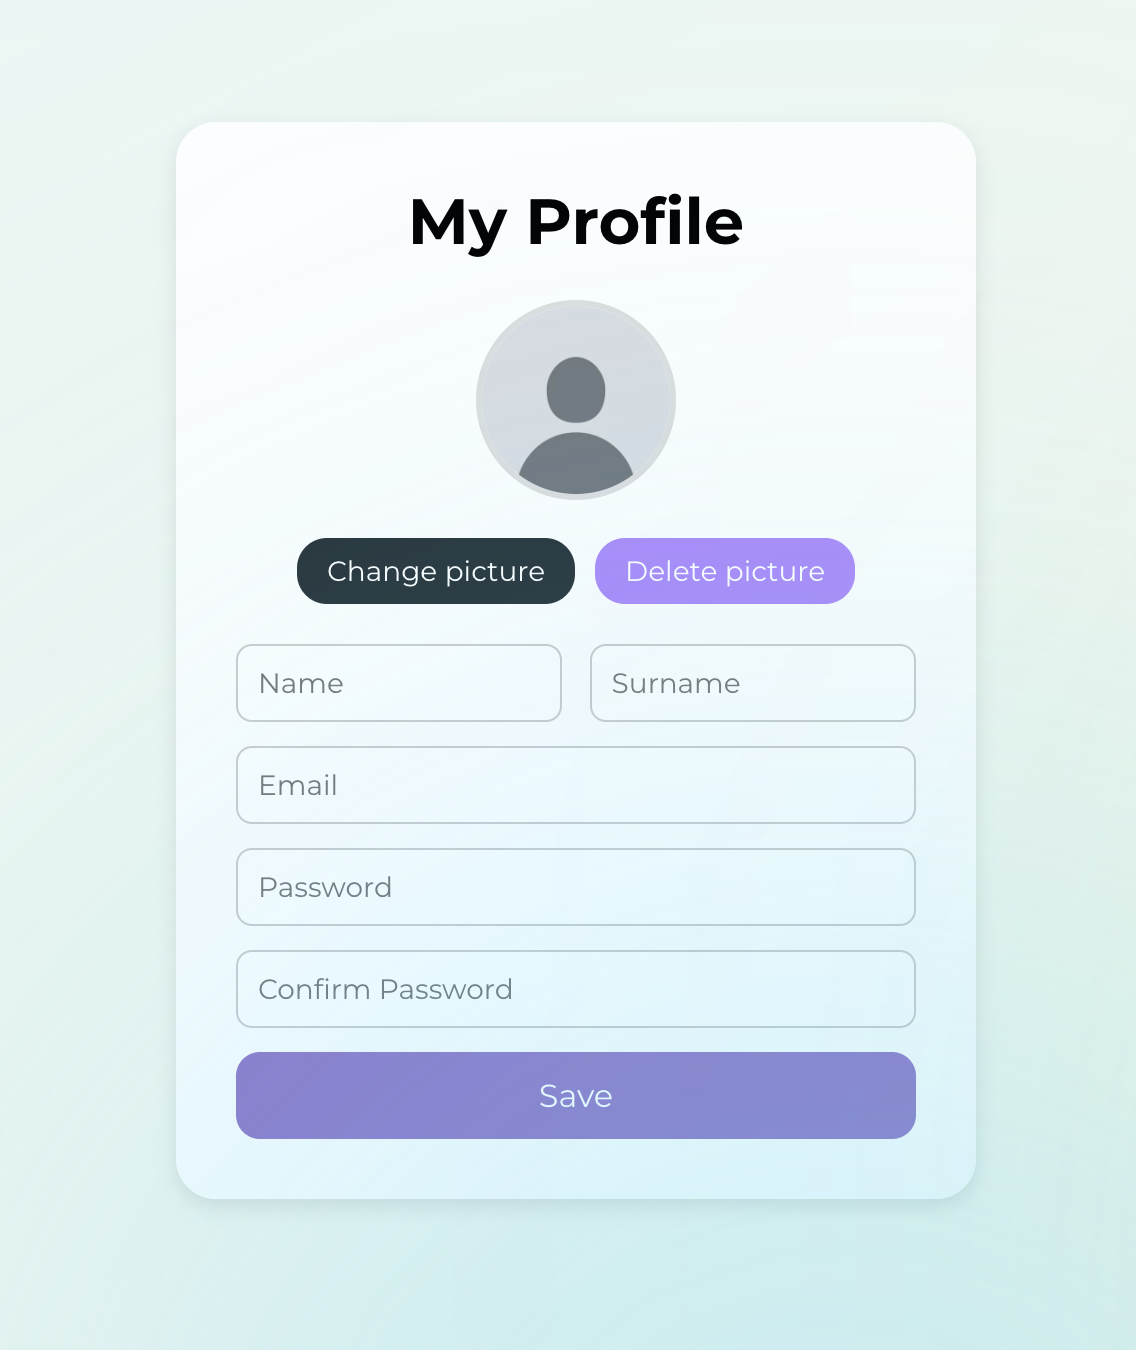 My Profile
Change picture
Delete picture
Name
Surname
Email
Password
Confirm Password
Save